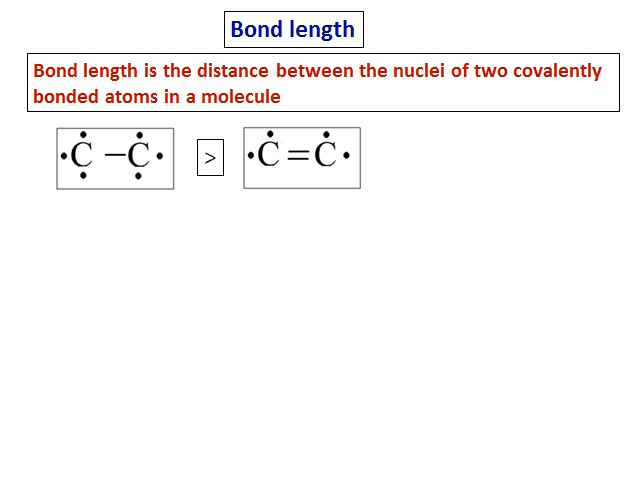 Bond length
Bond length is the distance between the nuclei of two covalently
bonded atoms in a molecule
C – C > C = C